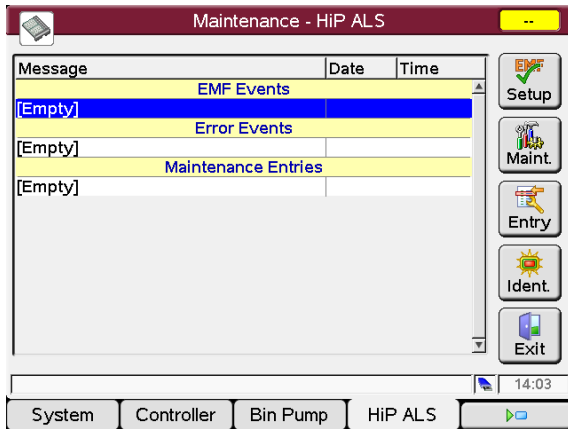 Maintenance - HiP ALS
--
Message Date Time
EMF Events
[Empty]
Error Events
[Empty]
Maintenance Entries
[Empty]
EMF
Setup
Maint.
Entry
Ident.
Exit
14:03
System Controller Bin Pump HiP ALS